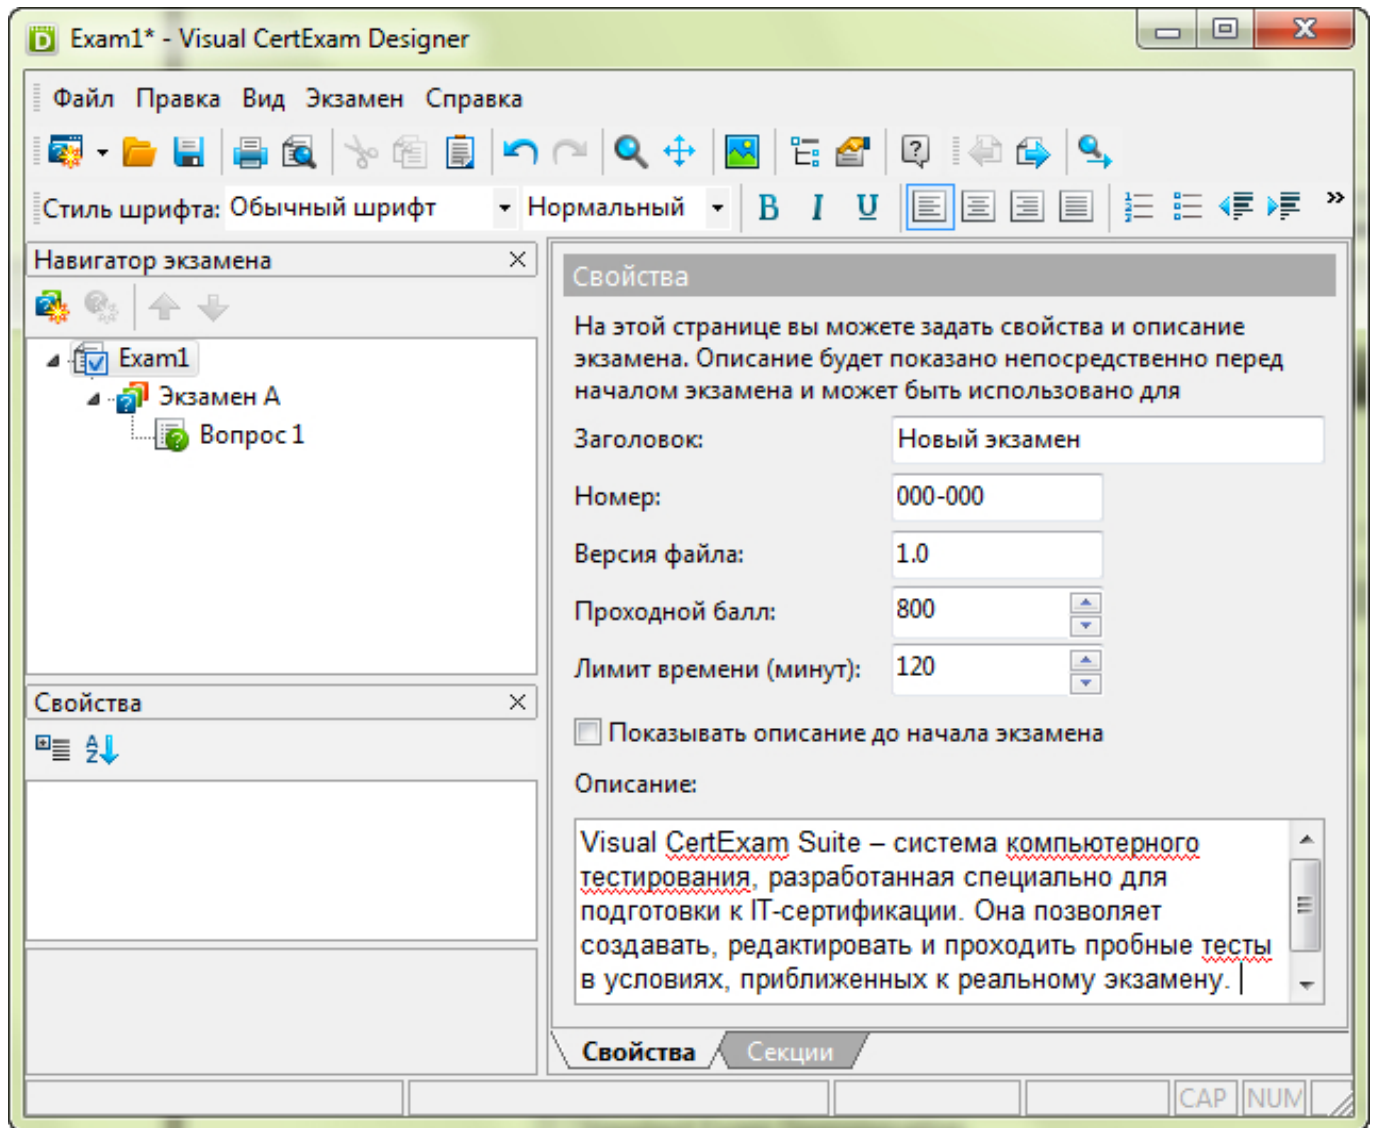 Exam1* - Visual CertExam Designer
Файл Правка Вид Экзамен Справка
Стиль шрифта: Обычный шрифт Нормальный B I U
Навигатор экзамена
Exam1
Экзамен A
Вопрос 1
Свойства
Свойства
На этой странице вы можете задать свойства и описание
экзамена. Описание будет показано непосредственно перед
началом экзамена и может быть использовано для
Заголовок: Новый экзамен
Номер: 000-000
Версия файла: 1.0
Проходной балл: 800
Лимит времени (минут): 120
Показывать описание до начала экзамена
Описание:
Visual CertExam Suite – система компьютерного
тестирования, разработанная специально для
подготовки к IT-сертификации. Она позволяет
создавать, редактировать и проходить пробные тесты
в условиях, приближенных к реальному экзамену.
Свойства Секции
CAP NUM